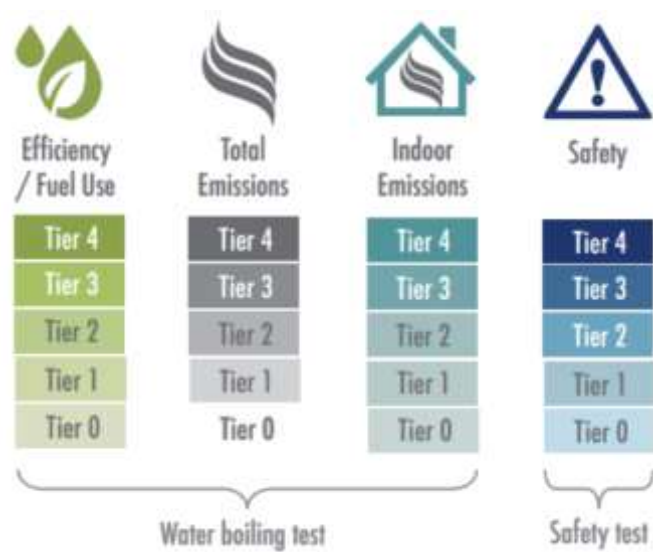 Efficiency
/ Fuel Use
Total
Emissions
Indoor
Emissions
Safety
Tier 4
Tier 3
Tier 2
Tier 1
Tier 0
Tier 4
Tier 3
Tier 2
Tier 1
Tier 0
Tier 4
Tier 3
Tier 2
Tier 1
Tier 0
Tier 4
Tier 3
Tier 2
Tier 1
Tier 0
Water boiling test
Safety test